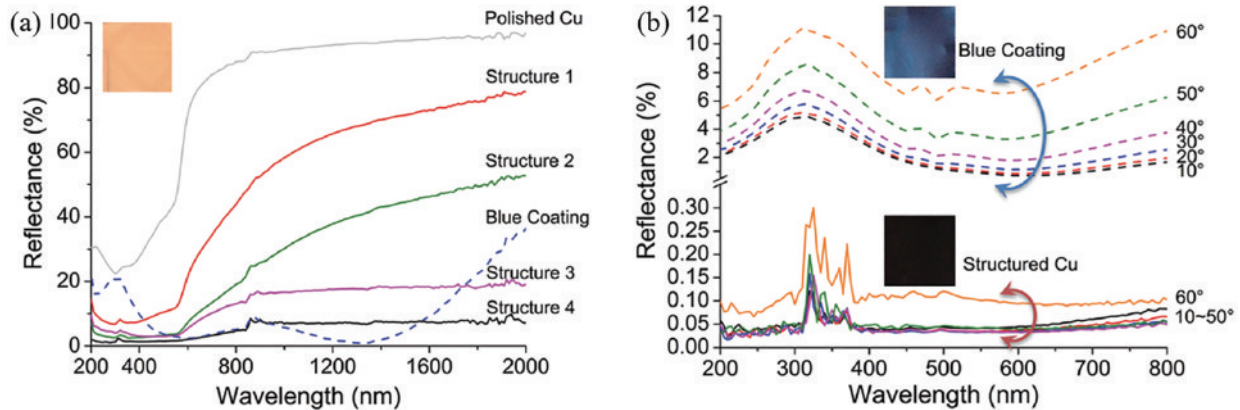 (a)
Reflectance (%)
100
80
60
40
20
0
Polished Cu
Structure 1
Structure 2
Blue Coating
Structure 3
Structure 4
200 400 800 1200 1600 2000
Wavelength (nm)
(b)
Reflectance (%)
12
10
8
6
4
2
0.30
0.25
0.20
0.15
0.10
0.05
0.00
Blue Coating
60°
50°
40°
30°
20°
10°
Structured Cu
60°
10~50°
200 300 400 500 600 700 800
Wavelength (nm)